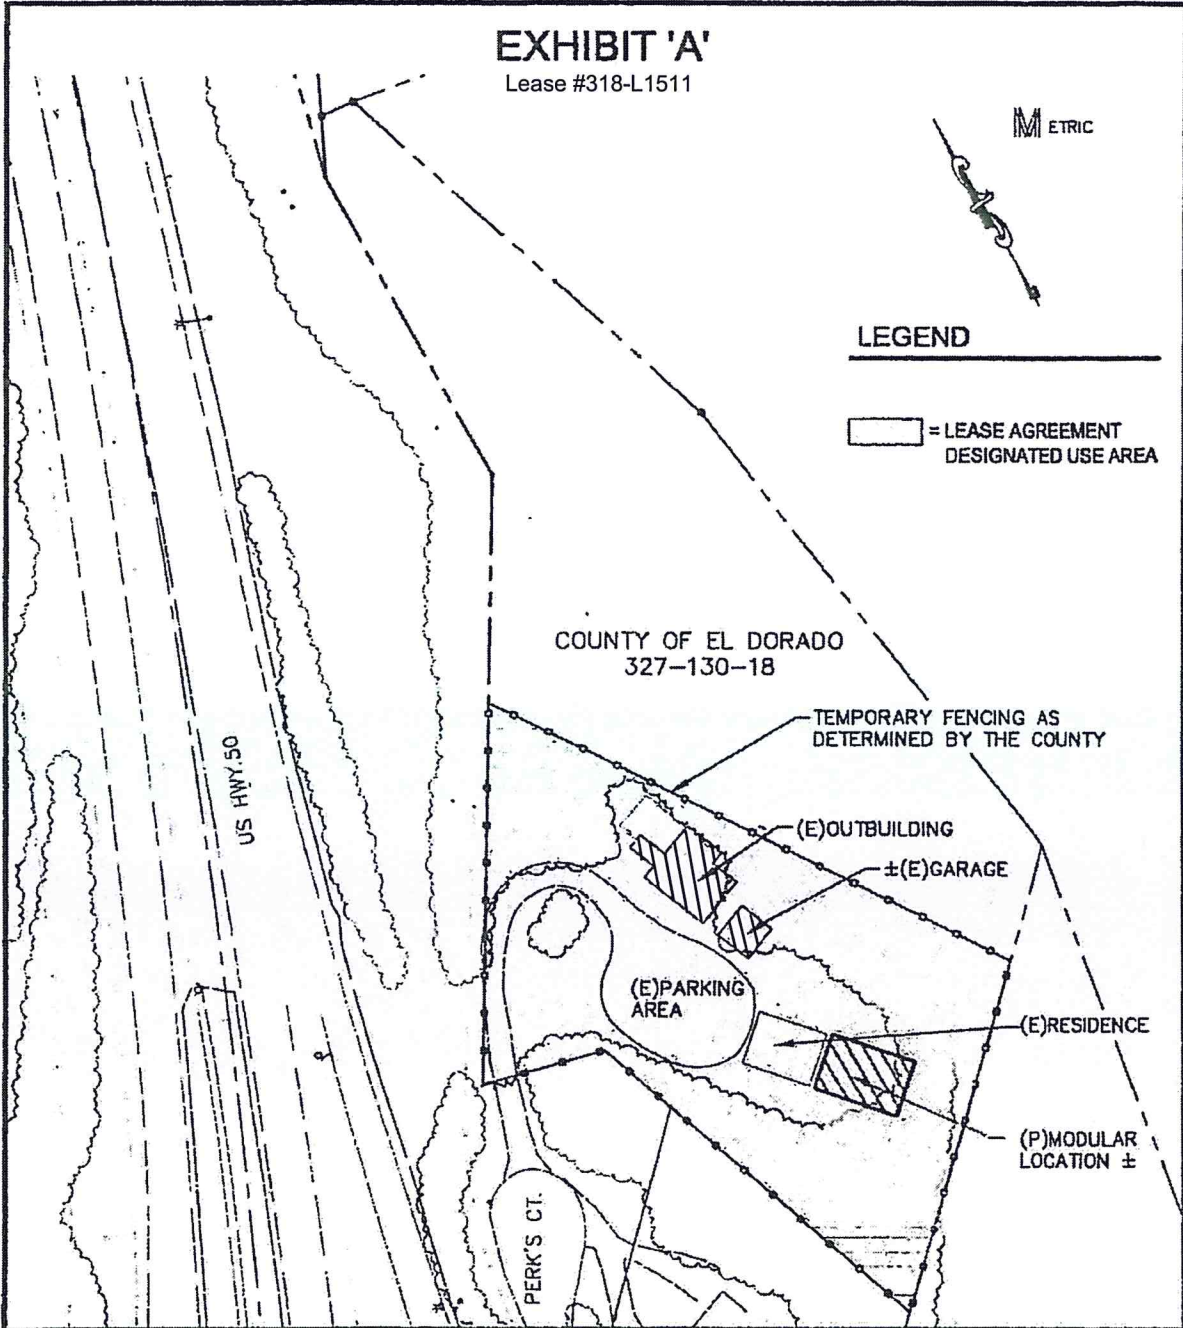 EXHIBIT 'A'
Lease #318-L1511
METRIC
LEGEND
= LEASE AGREEMENT
DESIGNATED USE AREA
COUNTY OF EL DORADO
327-130-18
TEMPORARY FENCING AS
DETERMINED BY THE COUNTY
US HWY.50
(E)OUTBUILDING
±(E)GARAGE
(E)PARKING
AREA
(E)RESIDENCE
(P)MODULAR
LOCATION ±
PERK'S CT.